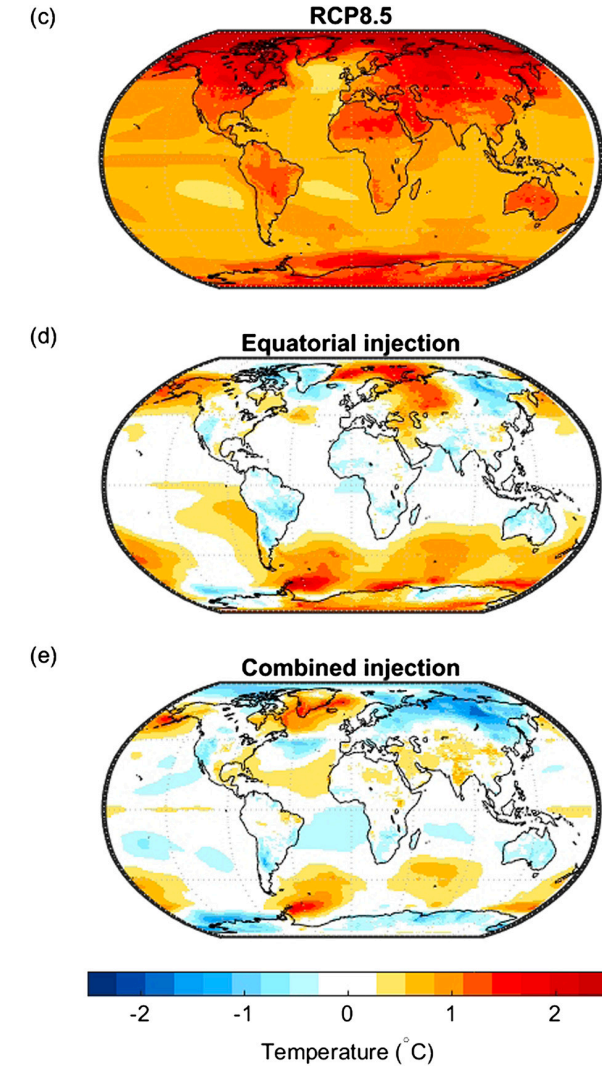 (c)
RCP8.5
(d)
Equatorial injection
(e)
Combined injection
-2 -1 0 1 2
Temperature (°C)